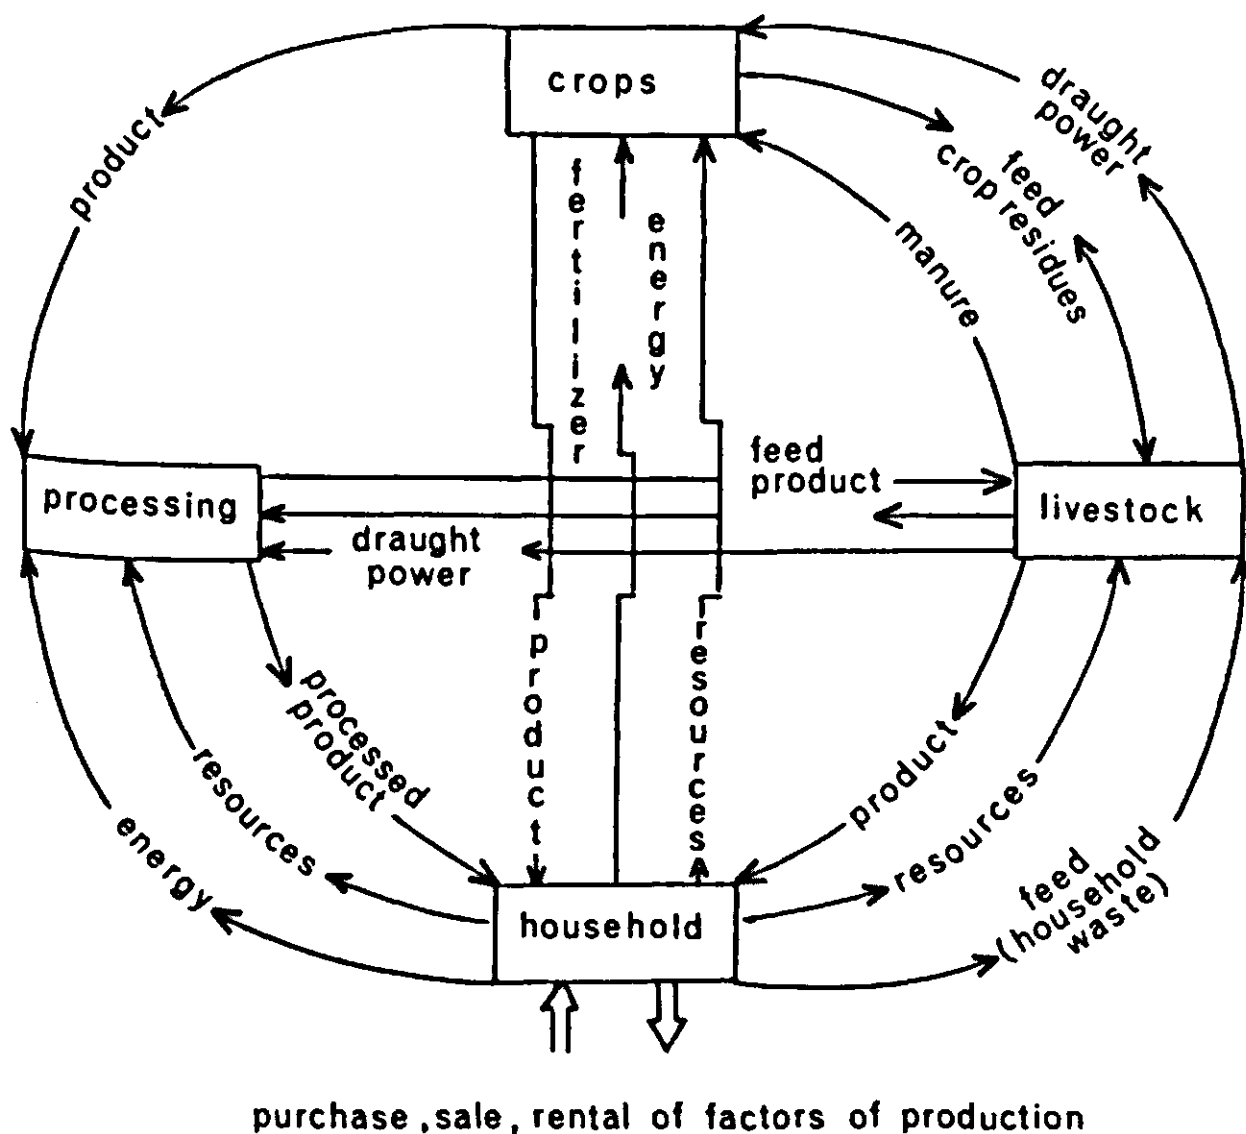 crops
draught
power
product
fertilizer
energy
feed
crop residues
manure
feed
product
processing
livestock
draught
power
product
resources
processed
product
product
resources
resources
energy
feed
(household
waste)
household
purchase , sale, rental of factors of production